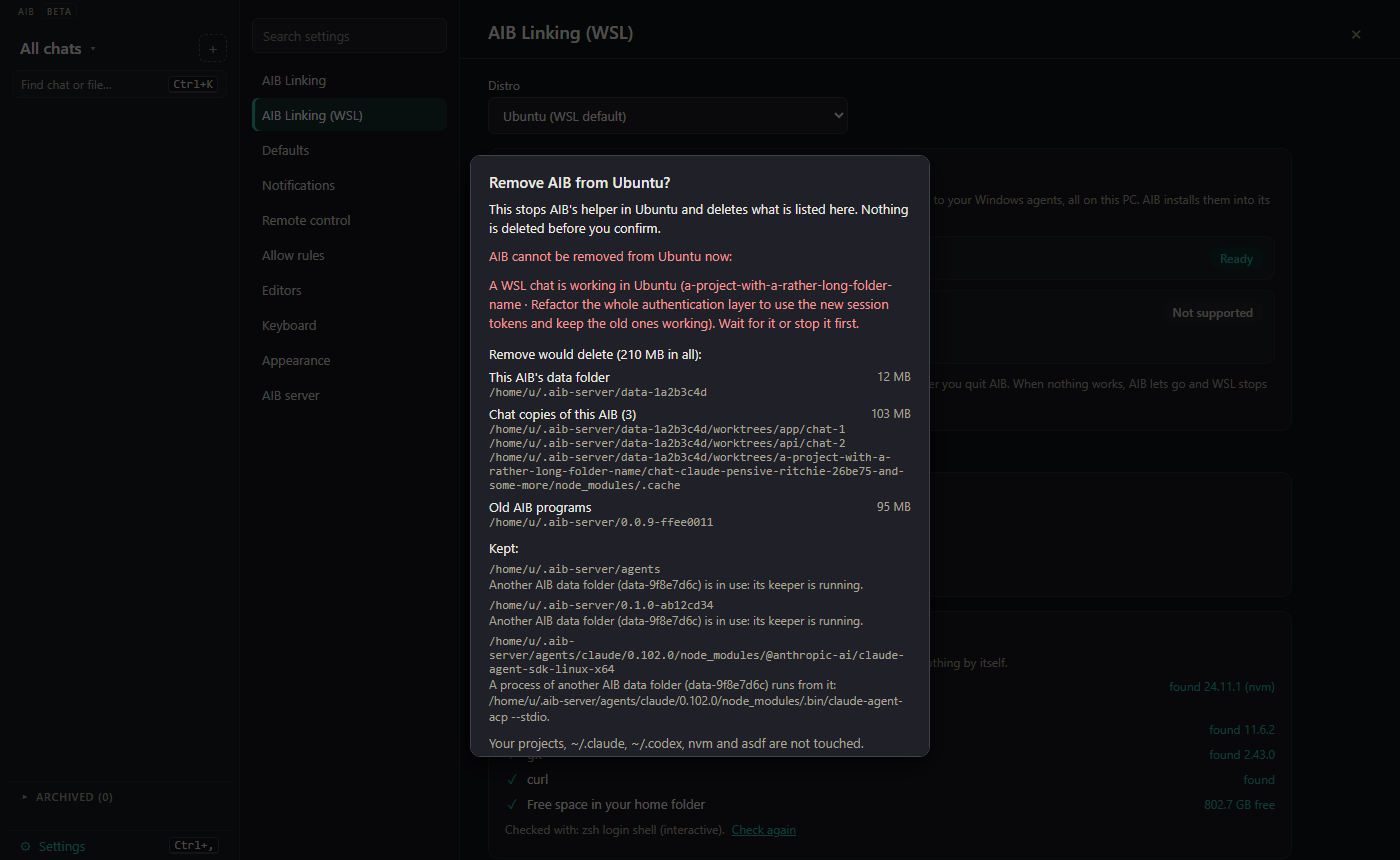 AIB BETA
All chats
+
Find chat or file...
Ctrl+K
ARCHIVED (0)
Settings
Ctrl+,
Search settings
AIB Linking
AIB Linking (WSL)
Defaults
Notifications
Remote control
Allow rules
Editors
Keyboard
Appearance
AIB server
AIB Linking (WSL)
×
Distro
Ubuntu (WSL default)
to your Windows agents, all on this PC. AIB installs them into its
Ready
Not supported
you quit AIB. When nothing works, AIB lets go and WSL stops
Remove AIB from Ubuntu?
This stops AIB's helper in Ubuntu and deletes what is listed here. Nothing
is deleted before you confirm.
AIB cannot be removed from Ubuntu now:
A WSL chat is working in Ubuntu (a-project-with-a-rather-long-folder-
name · Refactor the whole authentication layer to use the new session
tokens and keep the old ones working). Wait for it or stop it first.
Remove would delete (210 MB in all):
This AIB's data folder 12 MB
/home/u/.aib-server/data-1a2b3c4d
Chat copies of this AIB (3) 103 MB
/home/u/.aib-server/data-1a2b3c4d/worktrees/app/chat-1
/home/u/.aib-server/data-1a2b3c4d/worktrees/api/chat-2
/home/u/.aib-server/data-1a2b3c4d/worktrees/a-project-with-a-
rather-long-folder-name/chat-claude-pensive-ritchie-26be75-and-
some-more/node_modules/.cache
Old AIB programs 95 MB
/home/u/.aib-server/0.0.9-ffee0011
Kept:
/home/u/.aib-server/agents
Another AIB data folder (data-9f8e7d6c) is in use: its keeper is running.
/home/u/.aib-server/0.1.0-ab12cd34
Another AIB data folder (data-9f8e7d6c) is in use: its keeper is running.
/home/u/.aib-
server/agents/claude/0.102.0/node_modules/@anthropic-ai/claude-
agent-sdk-linux-x64
A process of another AIB data folder (data-9f8e7d6c) runs from it:
/home/u/.aib-server/agents/claude/0.102.0/node_modules/.bin/claude-agent-
acp --stdio.
Your projects, ~/.claude, ~/.codex, nvm and asdf are not touched.
by itself.
found 24.11.1 (nvm)
found 11.6.2
found 2.43.0
✓ curl found
✓ Free space in your home folder 802.7 GB free
Checked with: zsh login shell (interactive). Check again